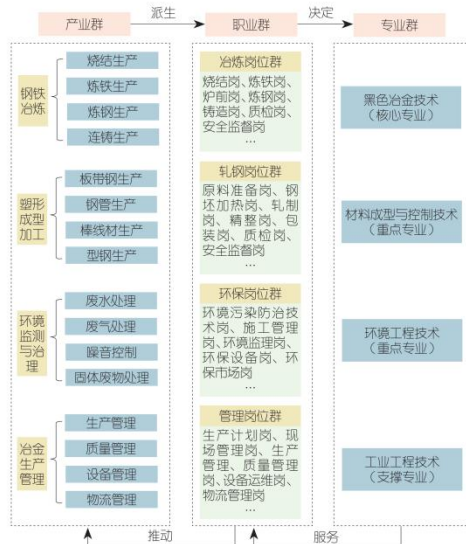 产业群
派生
职业群
决定
专业群
钢铁
冶炼
烧结生产
炼铁生产
炼钢生产
连铸生产
冶炼岗位群
烧结岗、炼铁岗、
炉前岗、炼钢岗、
铸造岗、质检岗、
安全监督岗
…
黑色冶金技术
（核心专业）
塑形
成型
加工
板带钢生产
钢管生产
棒线材生产
型钢生产
轧钢岗位群
原料准备岗、钢
坯加热岗、轧制
岗、精整岗、包
装岗、质检岗、
安全监督岗
…
材料成型与控制技术
（重点专业）
环境
监测
与治
理
废水处理
废气处理
噪音控制
固体废物处理
环保岗位群
环境污染防治技
术岗、施工管理
岗、环境监理岗、
环保设备岗、环
保市场岗
…
环境工程技术
（重点专业）
冶金
生产
管理
生产管理
质量管理
设备管理
物流管理
管理岗位群
生产计划岗、现
场管理岗、生产
管理、质量管理
岗、设备运维岗、
物流管理岗
…
工业工程技术
（支撑专业）
推动
服务